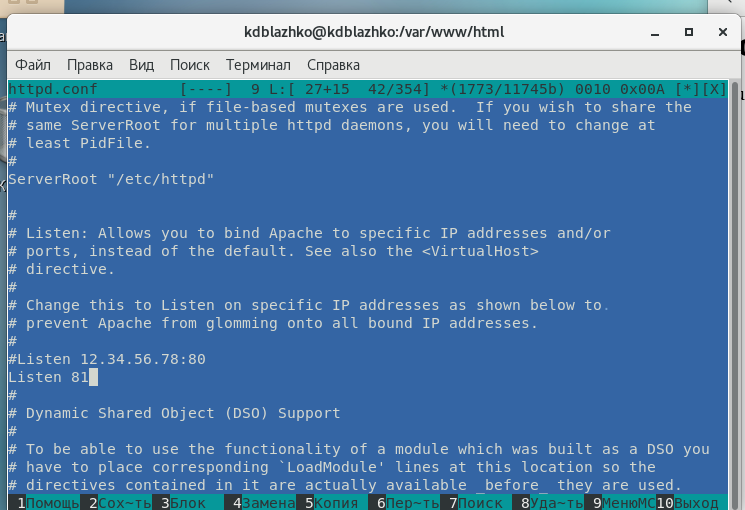 kdblazhko@kdblazhko:/var/www/html
Файл Правка Вид Поиск Терминал Справка
httpd.conf [----] 9 L:[ 27+15 42/354] *(1773/11745b) 0010 0x00A [*][X]
# Mutex directive, if file-based mutexes are used. If you wish to share the
# same ServerRoot for multiple httpd daemons, you will need to change at
# least PidFile.
#
ServerRoot "/etc/httpd"
#
# Listen: Allows you to bind Apache to specific IP addresses and/or
# ports, instead of the default. See also the <VirtualHost>
# directive.
#
# Change this to Listen on specific IP addresses as shown below to.
# prevent Apache from glomming onto all bound IP addresses.
#
#Listen 12.34.56.78:80
Listen 81
#
# Dynamic Shared Object (DSO) Support
#
# To be able to use the functionality of a module which was built as a DSO you
# have to place corresponding `LoadModule' lines at this location so the
# directives contained in it are actually available _before_ they are used.
1Помощь 2Сох~ть 3Блок 4Замена 5Копия 6Пер~ть 7Поиск 8Уда~ть 9МенюMC 10Выход